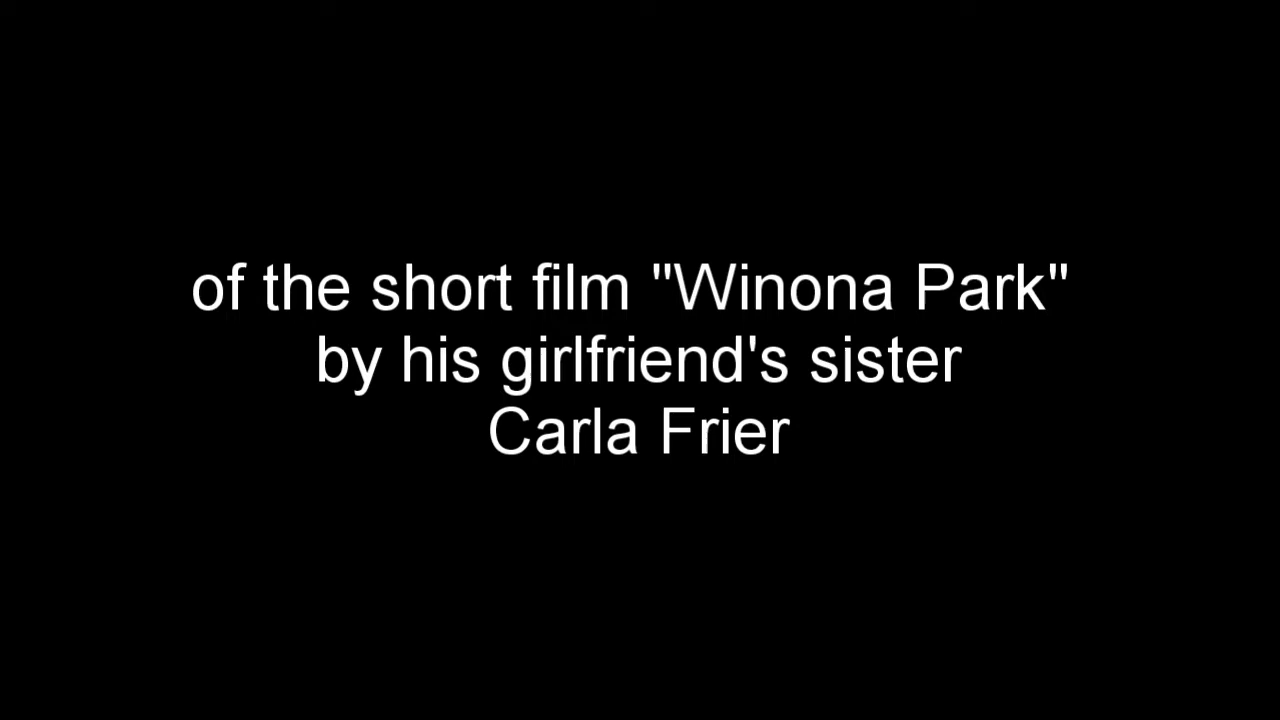 of the short film "Winona Park"
by his girlfriend's sister
Carla Frier